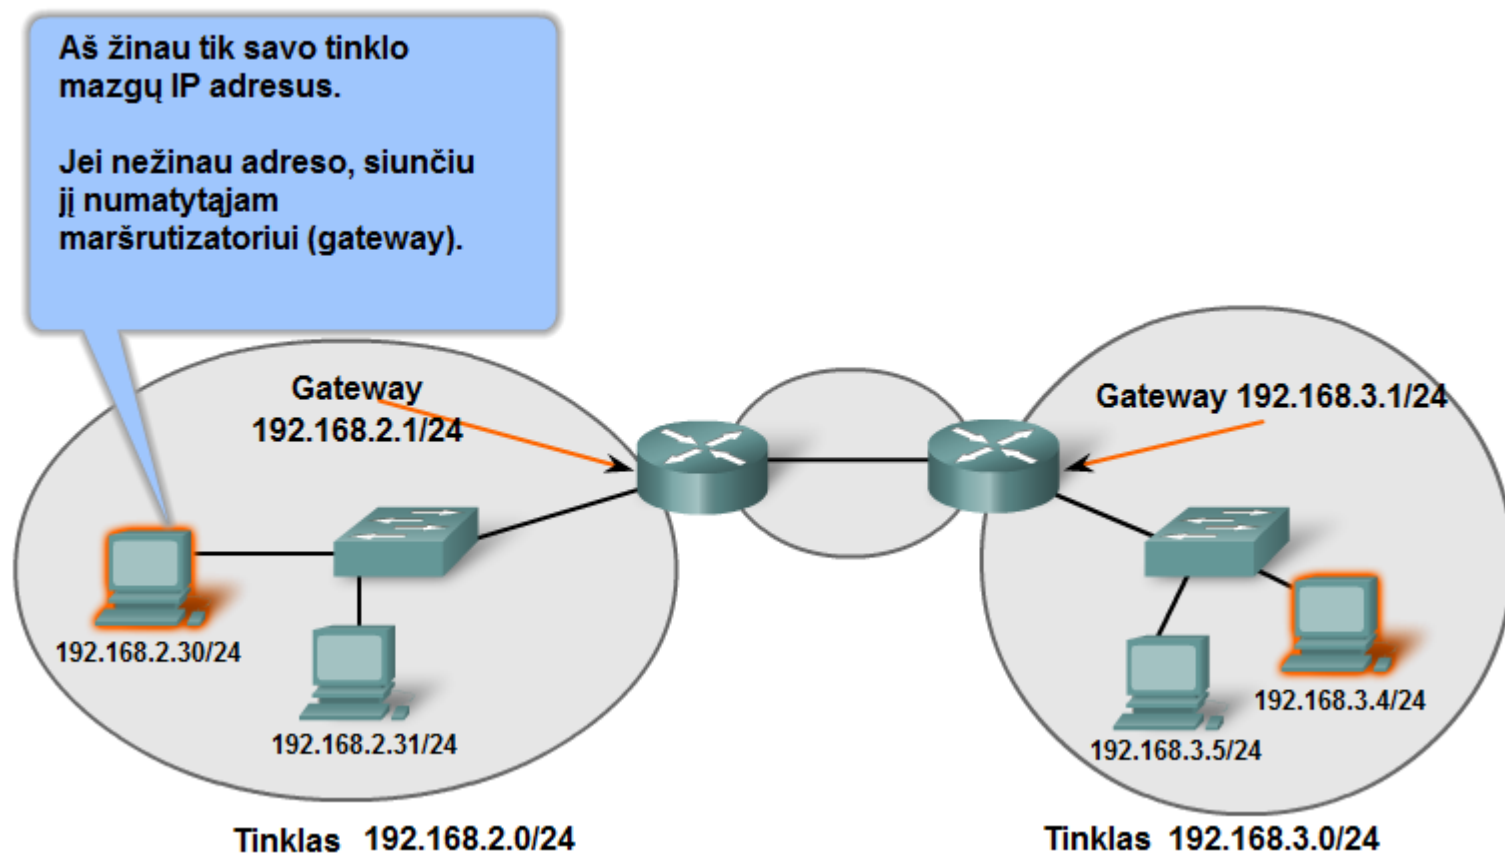 Aš žinau tik savo tinklo
mazgų IP adresus.
Jei nežinau adreso, siunčiu
jį numatytąjam
maršrutizatoriui (gateway).
Gateway
192.168.2.1/24
Gateway 192.168.3.1/24
192.168.2.30/24
192.168.2.31/24
192.168.3.4/24
192.168.3.5/24
Tinklas 192.168.2.0/24
Tinklas 192.168.3.0/24